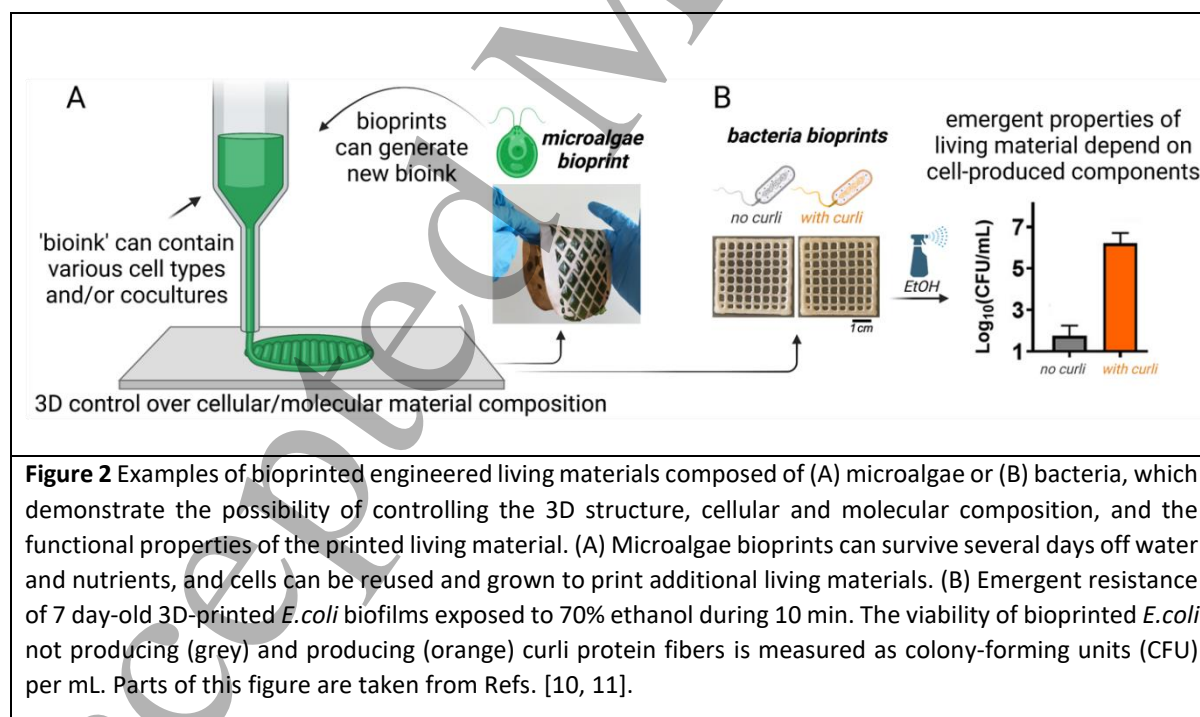 A
bioprints
can generate
new bioink
microalgae
bioprint
'bioink' can contain
various cell types
and/or cocultures
3D control over cellular/molecular material composition
B
bacteria bioprints
no curli with curli
1cm
EtOH
emergent properties of
living material depend on
cell-produced components
Log10(CFU/mL)
7
5
3
1
no curli with curli
Figure 2 Examples of bioprinted engineered living materials composed of (A) microalgae or (B) bacteria, which
demonstrate the possibility of controlling the 3D structure, cellular and molecular composition, and the
functional properties of the printed living material. (A) Microalgae bioprints can survive several days off water
and nutrients, and cells can be reused and grown to print additional living materials. (B) Emergent resistance
of 7 day-old 3D-printed E.coli biofilms exposed to 70% ethanol during 10 min. The viability of bioprinted E.coli
not producing (grey) and producing (orange) curli protein fibers is measured as colony-forming units (CFU)
per mL. Parts of this figure are taken from Refs. [10, 11].